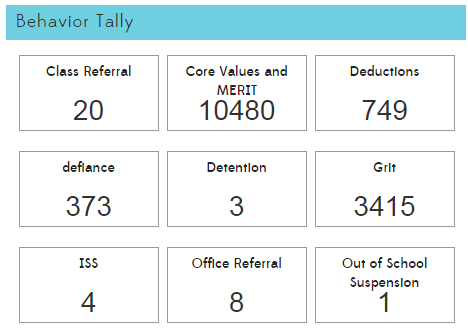 Behavior Tally
Class Referral
20
Core Values and
MERIT
10480
Deductions
749
defiance
373
Detention
3
Grit
3415
ISS
4
Office Referral
8
Out of School
Suspension
1